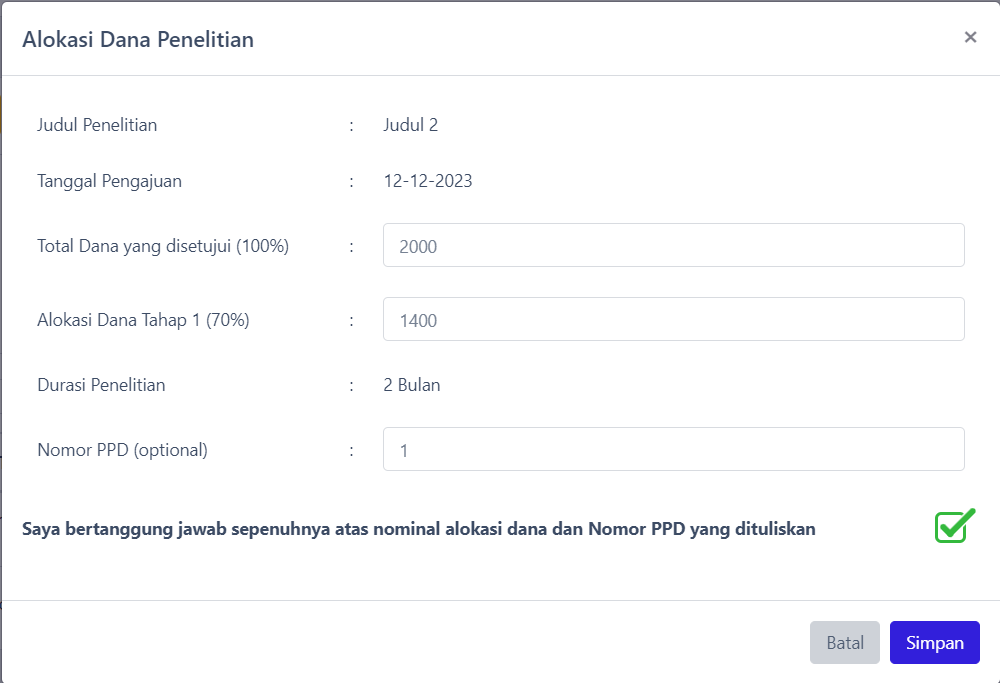 Alokasi Dana Penelitian ×
Judul Penelitian : Judul 2
Tanggal Pengajuan : 12-12-2023
Total Dana yang disetujui (100%) : 2000
Alokasi Dana Tahap 1 (70%) : 1400
Durasi Penelitian : 2 Bulan
Nomor PPD (optional) : 1
Saya bertanggung jawab sepenuhnya atas nominal alokasi dana dan Nomor PPD yang dituliskan
Batal Simpan